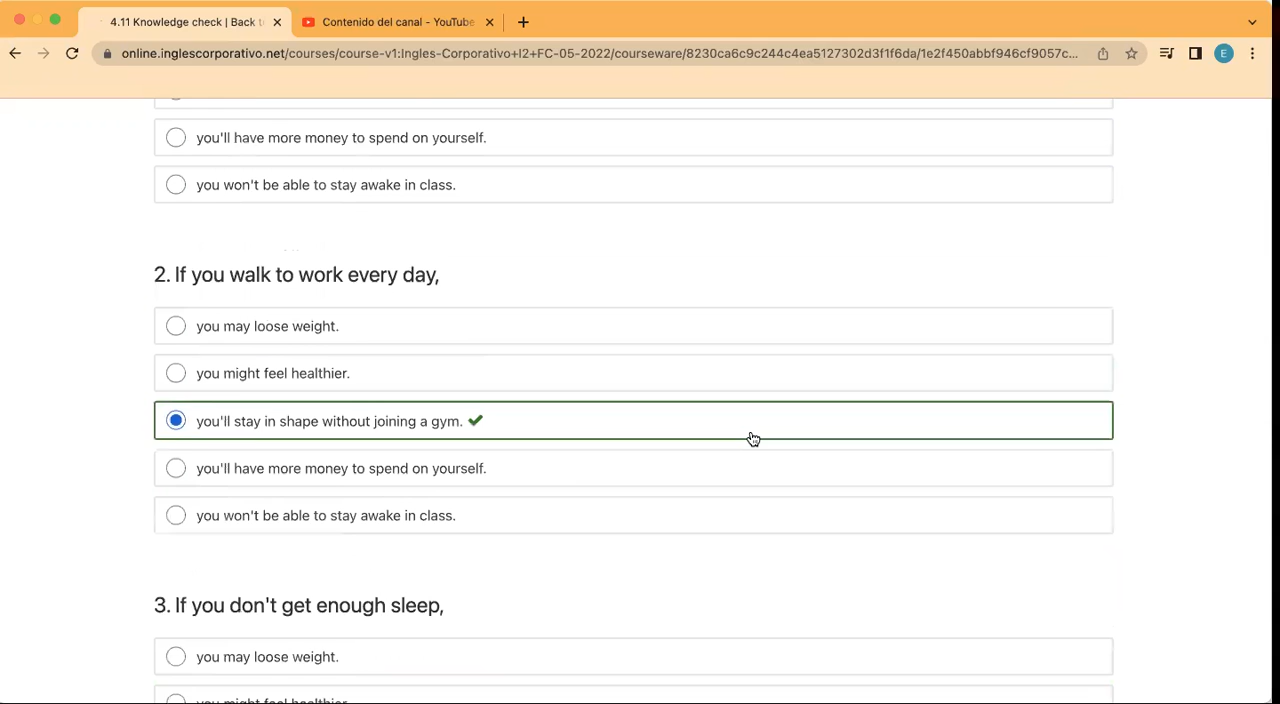 4.11 Knowledge check | Back t
Contenido del canal - YouTube
online.inglescorporativo.net/courses/course-v1:Ingles-Corporativo+I2+FC-05-2022/courseware/8230ca6c9c244c4ea5127302d3f1f6da/1e2f450abbf946cf9057c...
E
you'll have more money to spend on yourself.
you won't be able to stay awake in class.
2. If you walk to work every day,
you may loose weight.
you might feel healthier.
you'll stay in shape without joining a gym.
you'll have more money to spend on yourself.
you won't be able to stay awake in class.
3. If you don't get enough sleep,
you may loose weight.
you might feel healthier.